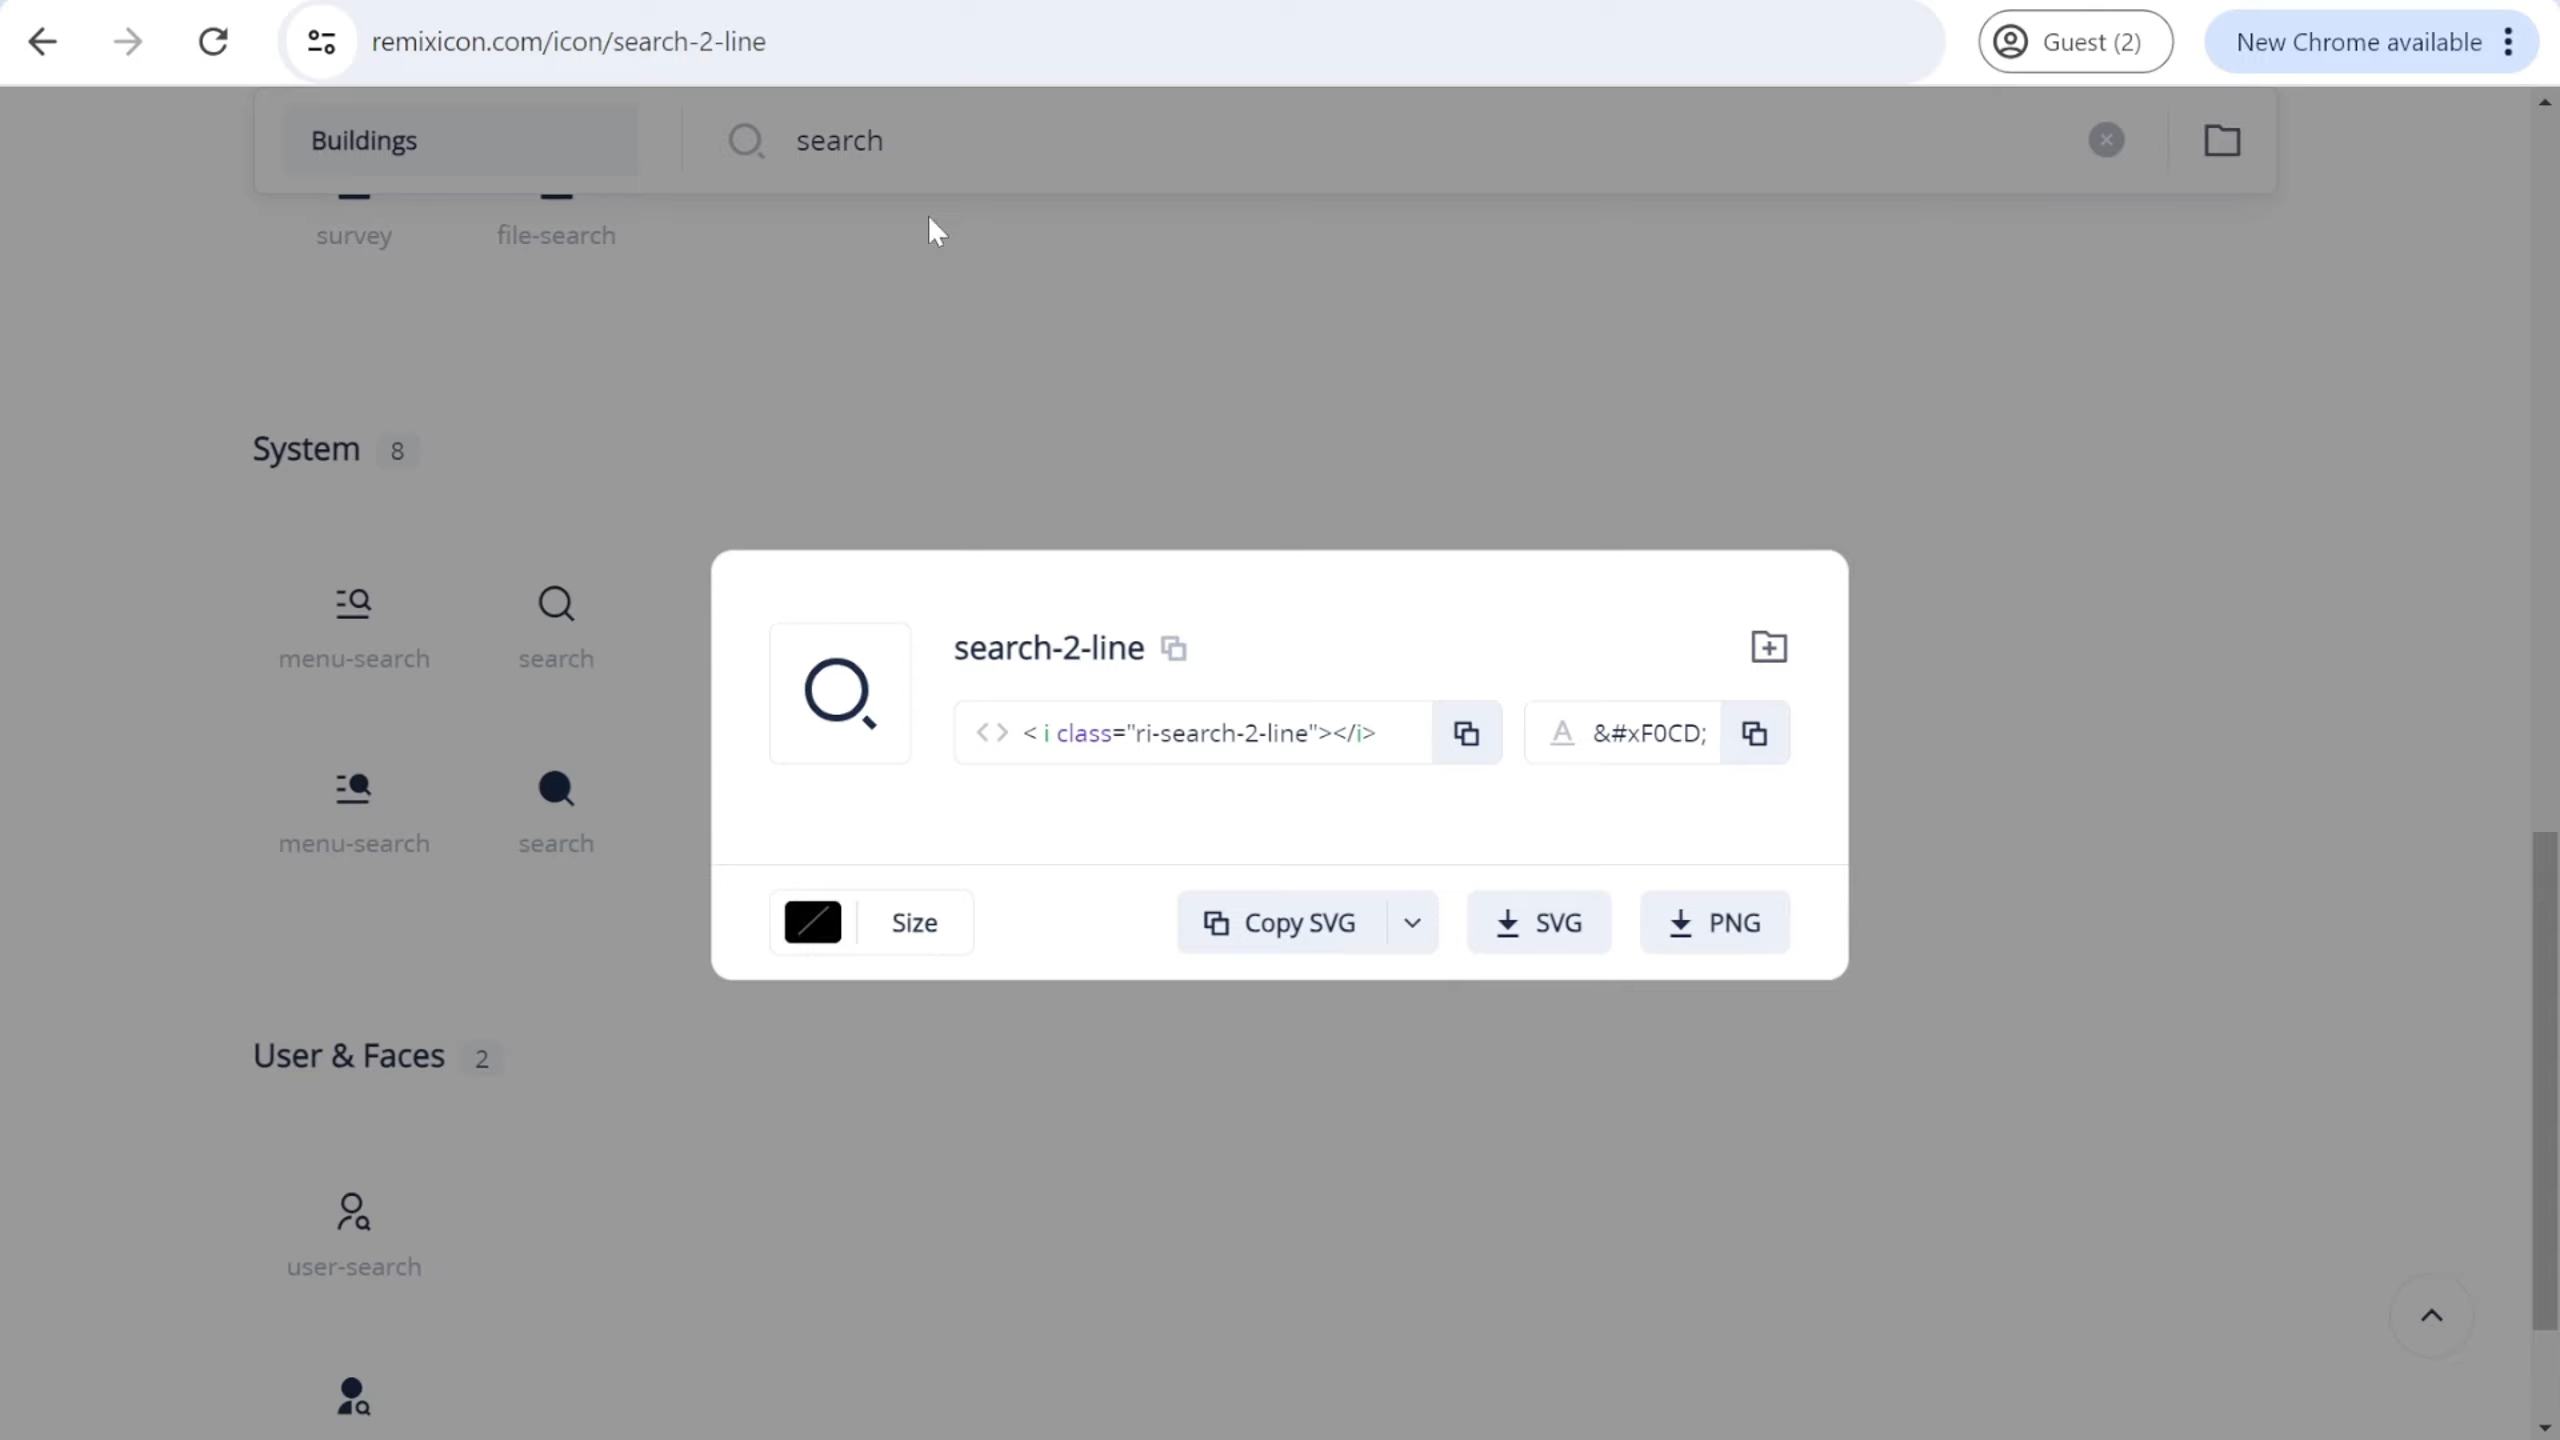 remixicon.com/icon/search-2-line
Guest (2)
New Chrome available
Buildings
search
survey
file-search
System 8
menu-search
search
menu-search
search
search-2-line
< i class="ri-search-2-line"></i>
&#xF0CD;
Size
Copy SVG
SVG
PNG
User & Faces 2
user-search